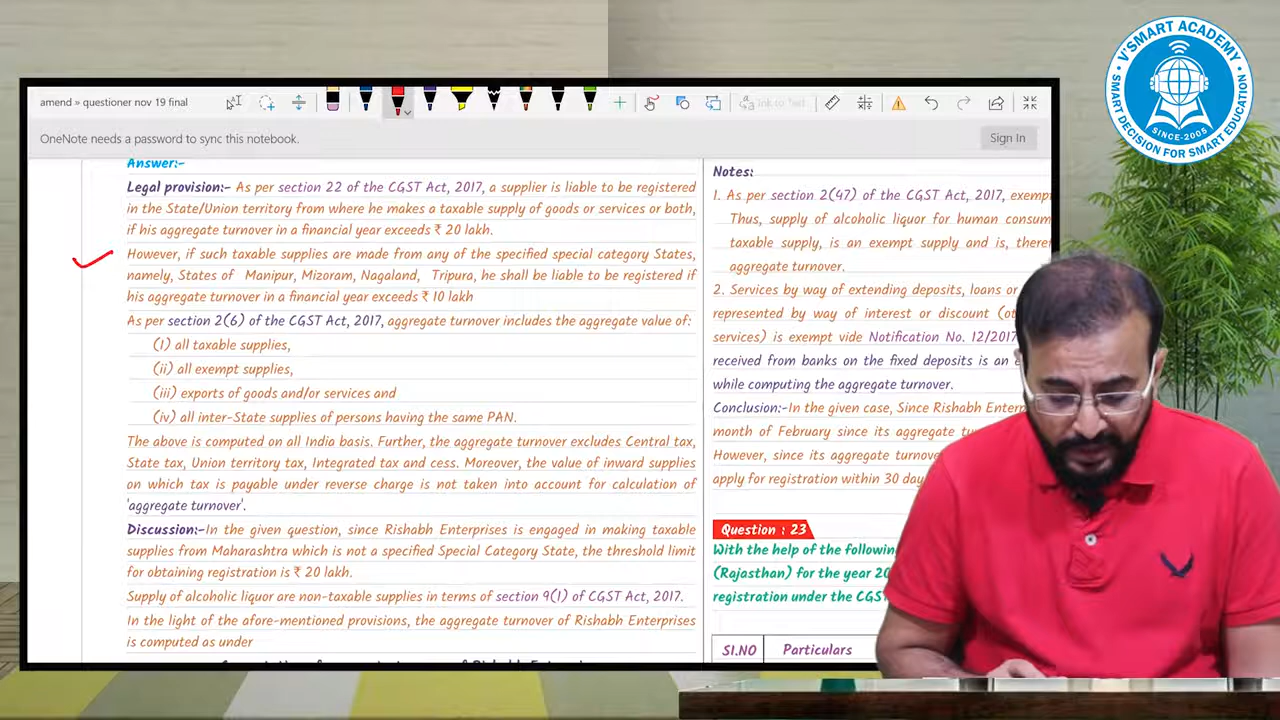 V'SMART ACADEMY
SMART DECISION FOR SMART EDUCATION
SINCE-2005
amend » questioner nov 19 final
Ink to Text
OneNote needs a password to sync this notebook.
Sign In
Answer:-
Legal provision:- As per section 22 of the CGST Act, 2017, a supplier is liable to be registered
in the State/Union territory from where he makes a taxable supply of goods or services or both,
if his aggregate turnover in a financial year exceeds ₹ 20 lakh.
However, if such taxable supplies are made from any of the specified special category States,
namely, States of Manipur, Mizoram, Nagaland, Tripura, he shall be liable to be registered if
his aggregate turnover in a financial year exceeds ₹ 10 lakh
As per section 2(6) of the CGST Act, 2017, aggregate turnover includes the aggregate value of:
(1) all taxable supplies,
(ii) all exempt supplies,
(iii) exports of goods and/or services and
(iv) all inter-State supplies of persons having the same PAN.
The above is computed on all India basis. Further, the aggregate turnover excludes Central tax,
State tax, Union territory tax, Integrated tax and cess. Moreover, the value of inward supplies
on which tax is payable under reverse charge is not taken into account for calculation of
'aggregate turnover'.
Discussion:-In the given question, since Rishabh Enterprises is engaged in making taxable
supplies from Maharashtra which is not a specified Special Category State, the threshold limit
for obtaining registration is ₹ 20 lakh.
Supply of alcoholic liquor are non-taxable supplies in terms of section 9(1) of CGST Act, 2017.
In the light of the afore-mentioned provisions, the aggregate turnover of Rishabh Enterprises
is computed as under
Notes:
1. As per section 2(47) of the CGST Act, 2017, exemp
Thus, supply of alcoholic liquor for human consum
taxable supply, is an exempt supply and is, there
aggregate turnover.
2. Services by way of extending deposits, loans or
represented by way of interest or discount (ot
services) is exempt vide Notification No. 12/2017
received from banks on the fixed deposits is an e
while computing the aggregate turnover.
Conclusion:-In the given case, Since Rishabh Enter
month of February since its aggregate tu
However, since its aggregate turnov
apply for registration within 30 day
Question : 23
With the help of the followin
(Rajasthan) for the year 20
registration under the CGS
SI.NO Particulars